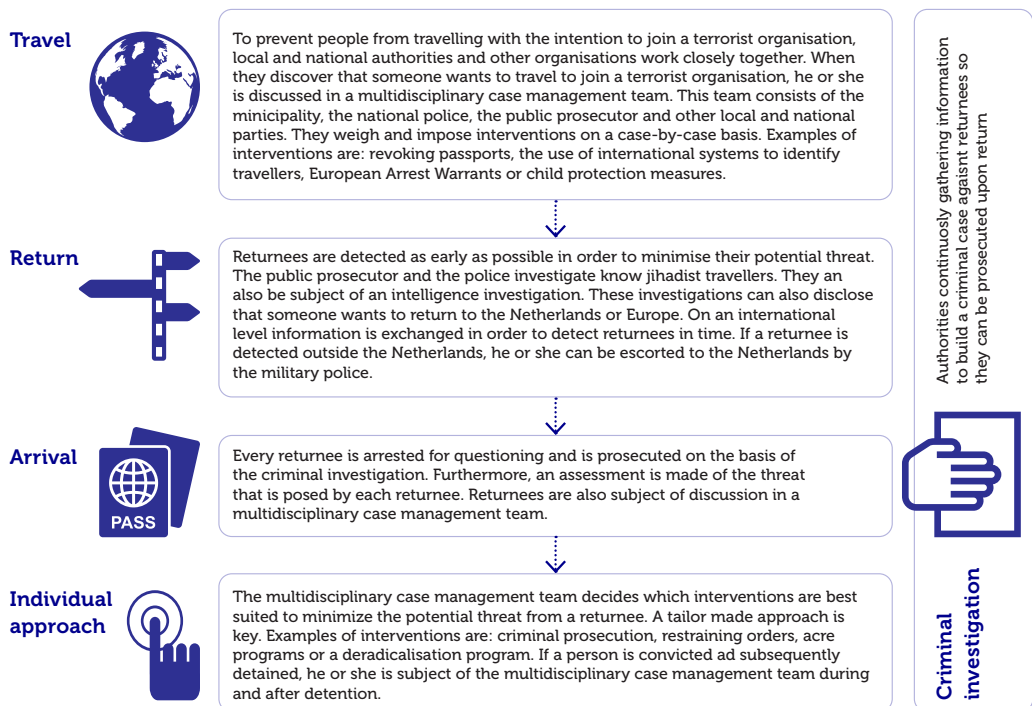 Travel
To prevent people from travelling with the intention to join a terrorist organisation,
local and national authorities and other organisations work closely together. When
they discover that someone wants to travel to join a terrorist organisation, he or she
is discussed in a multidisciplinary case management team. This team consists of the
minicipality, the national police, the public prosecutor and other local and national
parties. They weigh and impose interventions on a case-by-case basis. Examples of
interventions are: revoking passports, the use of international systems to identify
travellers, European Arrest Warrants or child protection measures.
Return
Returnees are detected as early as possible in order to minimise their potential threat.
The public prosecutor and the police investigate know jihadist travellers. They an
also be subject of an intelligence investigation. These investigations can also disclose
that someone wants to return to the Netherlands or Europe. On an international
level information is exchanged in order to detect returnees in time. If a returnee is
detected outside the Netherlands, he or she can be escorted to the Netherlands by
the military police.
Arrival
PASS
Every returnee is arrested for questioning and is prosecuted on the basis of
the criminal investigation. Furthermore, an assessment is made of the threat
that is posed by each returnee. Returnees are also subject of discussion in a
multidisciplinary case management team.
Individual
approach
The multidisciplinary case management team decides which interventions are best
suited to minimize the potential threat from a returnee. A tailor made approach is
key. Examples of interventions are: criminal prosecution, restraining orders, acre
programs or a deradicalisation program. If a person is convicted ad subsequently
detained, he or she is subject of the multidisciplinary case management team during
and after detention.
Criminal
investigation
Authorities continuosly gathering information
to build a criminal case agaisnt returnees so
they can be prosecuted upon return